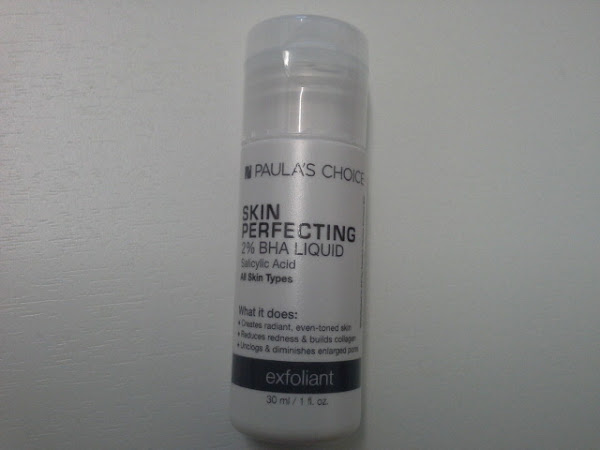 PAULA'S CHOICE
SKIN
PERFECTING
2% BHA LIQUID
Salicylic Acid
All Skin Types
What it does:
• Creates radiant, even-toned skin
• Reduces redness & builds collagen
• Unclogs & diminishes enlarged pores
exfoliant
30 ml / 1 fl. oz.